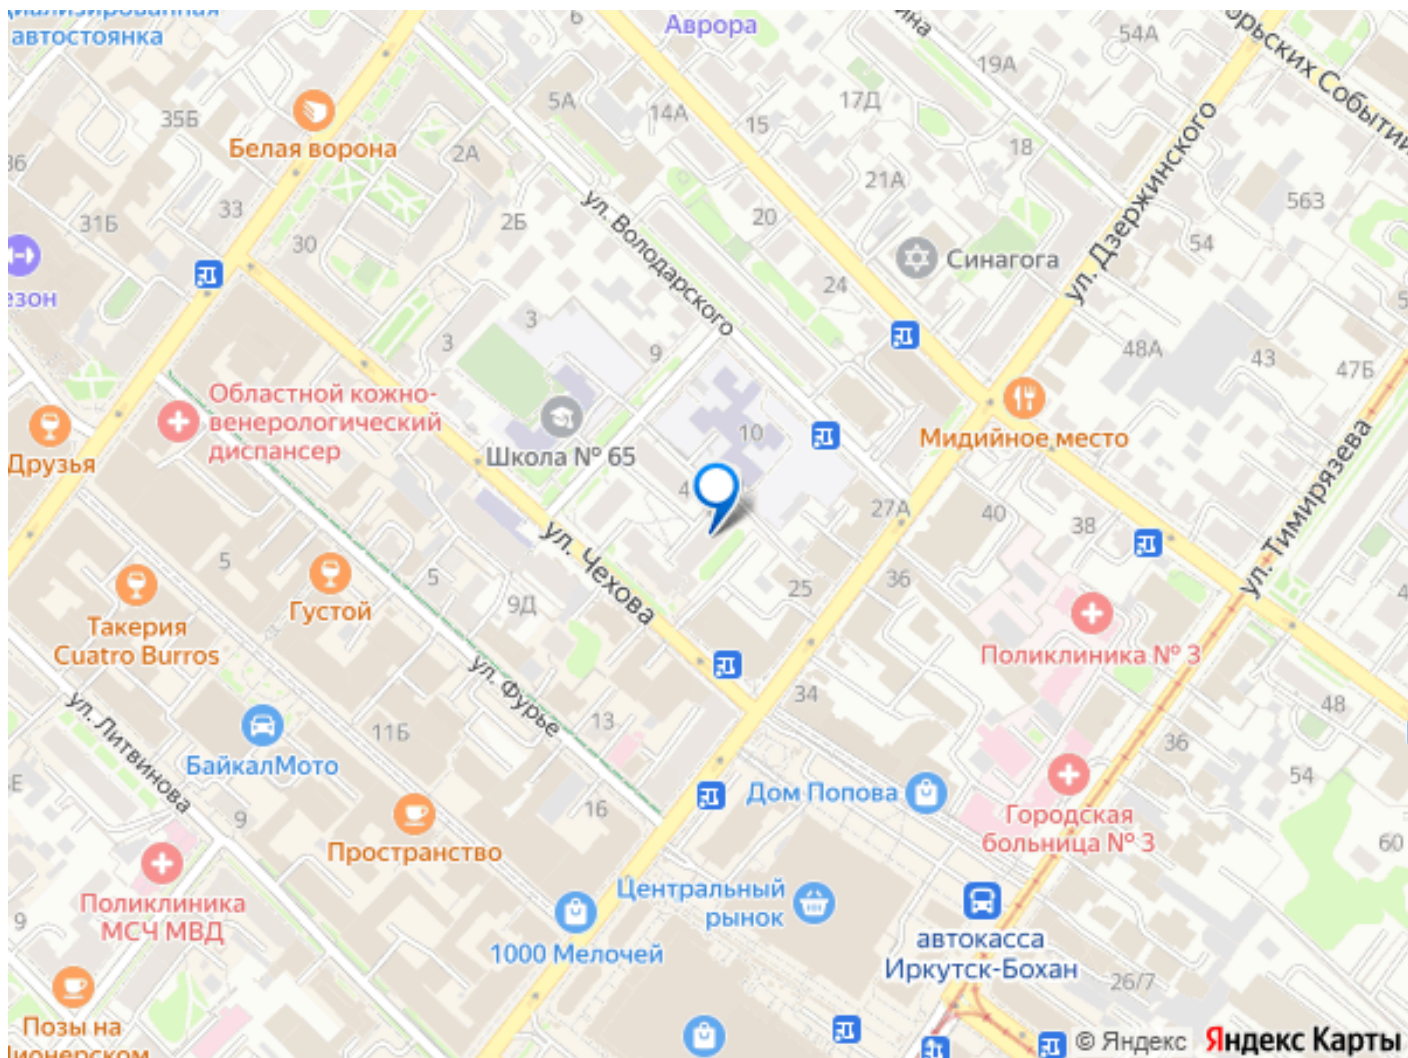 автостоянка
Аврора
54А
19А
орьских Событий
35Б
5А
14А
17Д
15
18
Белая ворона
2А
21А
ул. Дзержинского
563
33
31Б
2Б
20
ул. Володарского
54
30
Синагога
24
3
3
9
48А
43
47Б
Областной кожно-
венерологический
диспансер
Друзья
Школа № 65
10
Мидийное место
ул. Тимирязева
4
27А
40
38
ул. Чехова
5
5
9Д
25
36
Густой
Такерия
Cuatro Burros
Поликлиника № 3
ул. Фурье
ул. Литвинова
34
48
13
11Б
36
БайкалМото
54
Дом Попова
16
9
Городская
больница № 3
60
Пространство
Центральный
рынок
Поликлиника
МСЧ МВД
9
1000 Мелочей
автокасса
Иркутск-Бохан
26/7
Позы на
© Яндекс Яндекс Карты